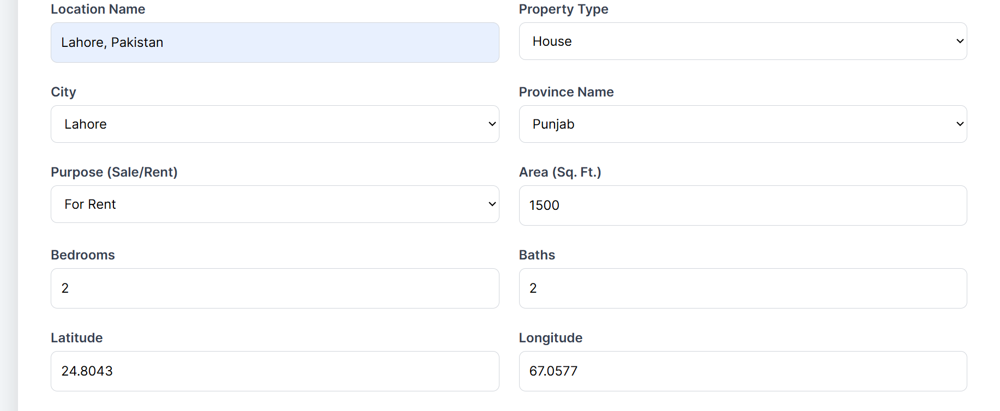 Location Name
Property Type
Lahore, Pakistan
House
City
Province Name
Lahore
Punjab
Purpose (Sale/Rent)
Area (Sq. Ft.)
For Rent
1500
Bedrooms
Baths
2
2
Latitude
Longitude
24.8043
67.0577